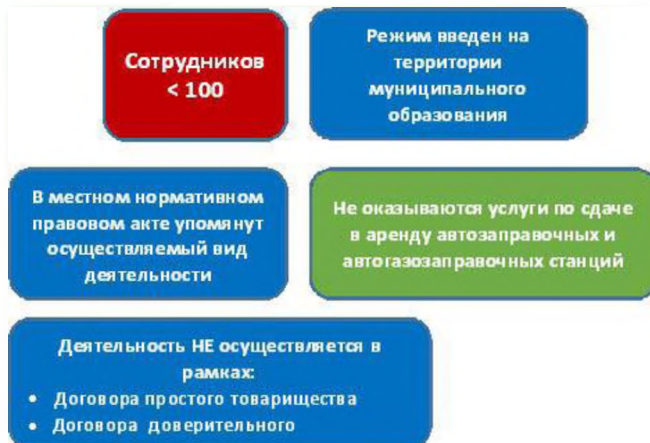 Сотрудников
< 100
Режим введен на
территории
муниципального
образования
В местном нормативном
правовом акте упомянут
осуществляемый вид
деятельности
Не оказываются услуги по сдаче
в аренду автозаправочных и
автогазозаправочных станций
Деятельность НЕ осуществляется в
рамках:
• Договора простого товарищества
• Договора доверительного